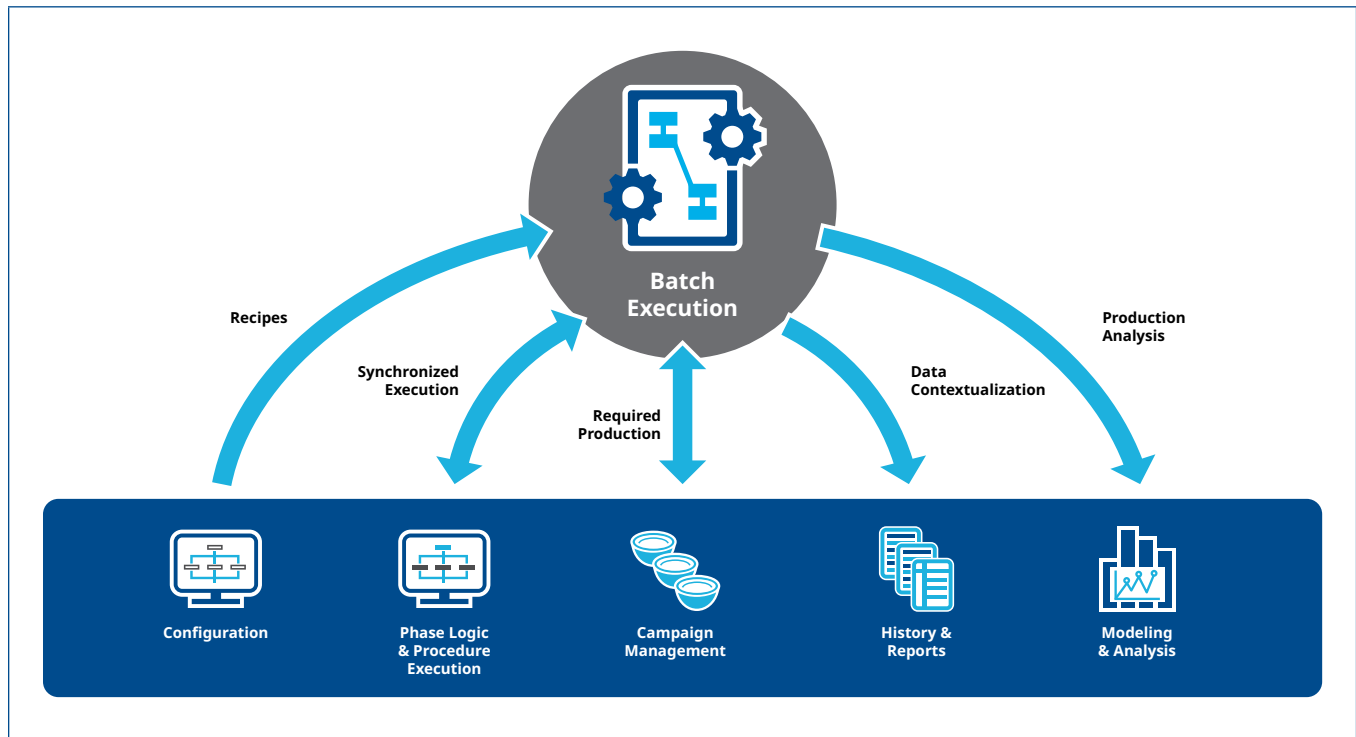 Batch
Execution
Recipes
Synchronized
Execution
Required
Production
Data
Contextualization
Production
Analysis
Configuration
Phase Logic
& Procedure
Execution
Campaign
Management
History &
Reports
Modeling
& Analysis